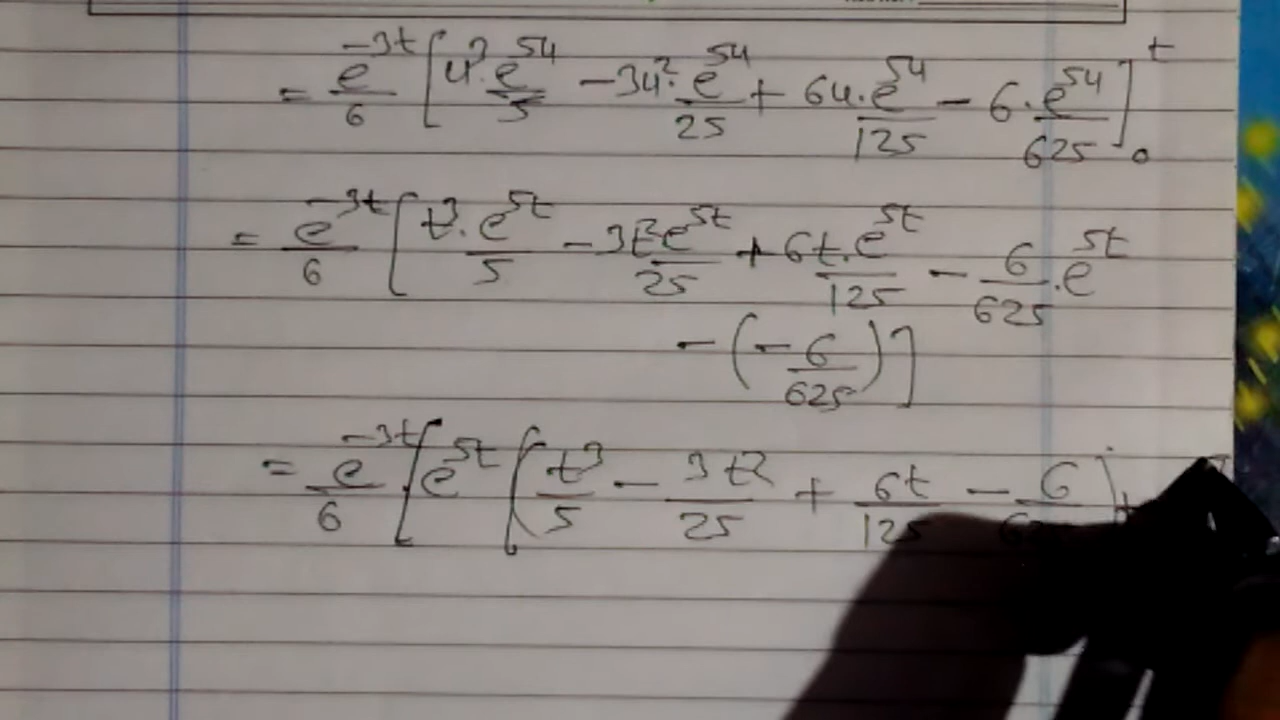 = e^-3t/6 [u^3·e^5u/5 - 3u^2·e^5u/25 + 6u·e^5u/125 - 6·e^5u/625]_0^t
= e^-3t/6 [t^3·e^5t/5 - 3t^2e^5t/25 + 6t·e^5t/125 - 6/625·e^5t
- (-6/625)]
= e^-3t/6 [e^5t (t^3/5 - 3t^2/25 + 6t/125 - 6/